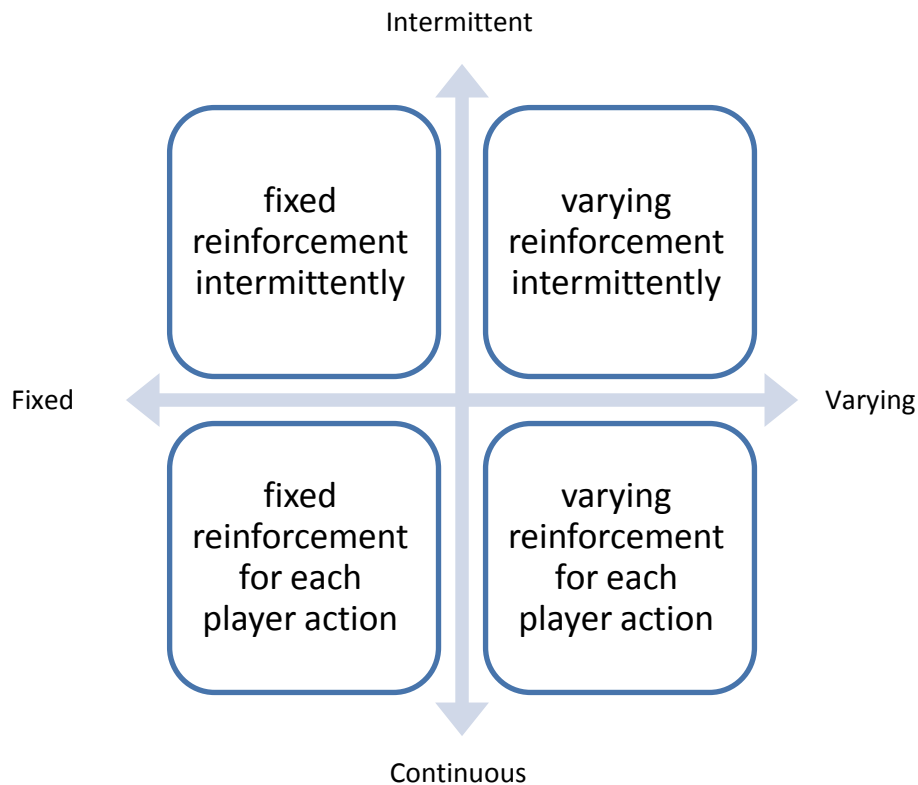 Intermittent
fixed
reinforcement
intermittently
varying
reinforcement
intermittently
Fixed
Varying
fixed
reinforcement
for each
player action
varying
reinforcement
for each
player action
Continuous